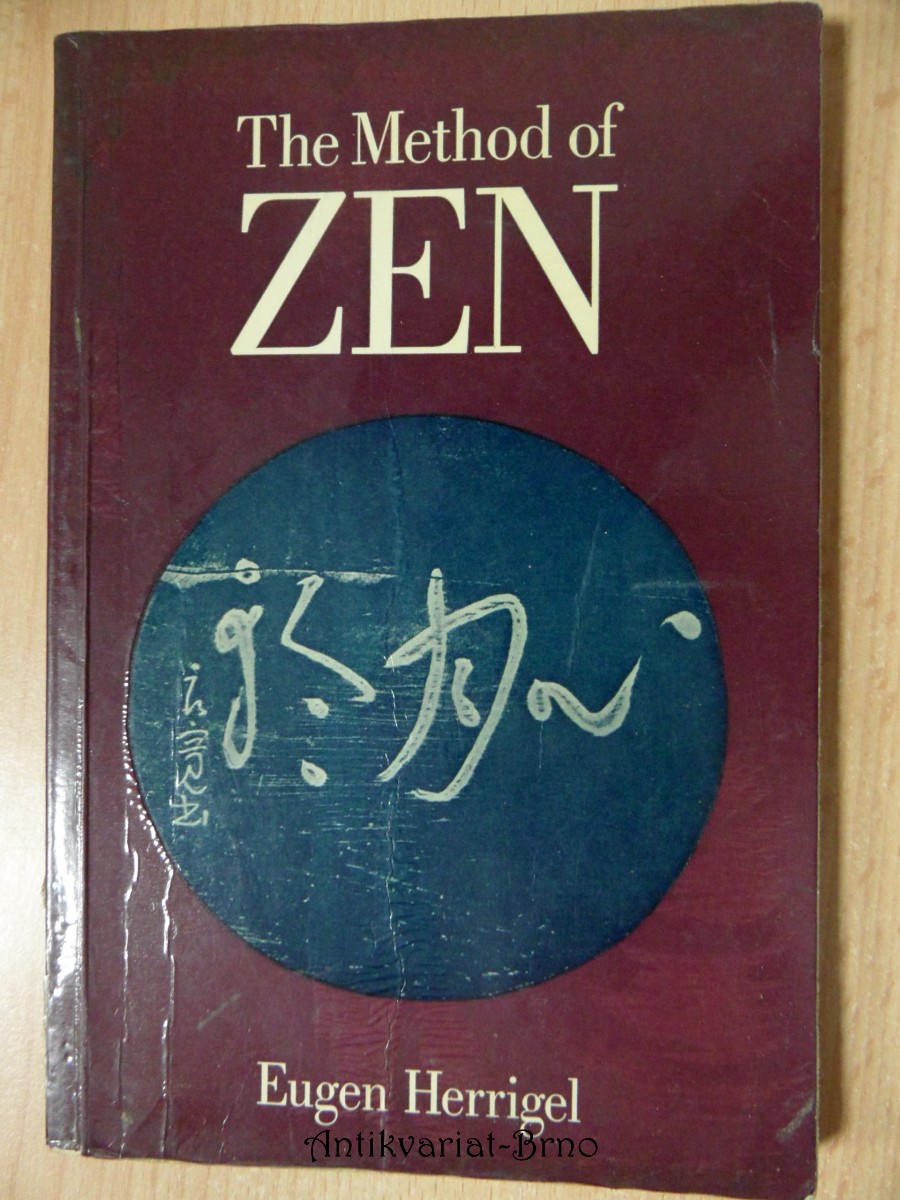 The Method of
ZEN
Eugen Herrigel
Antikvariat-Brno